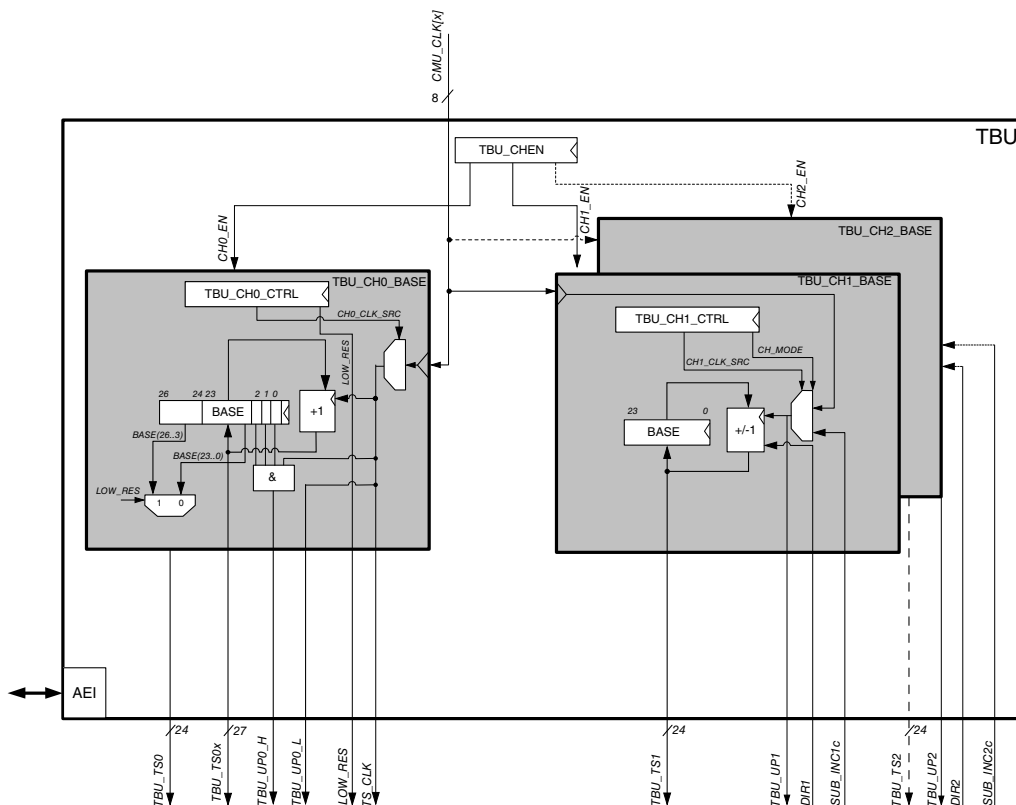 CMU_CLK[x]
8
TBU
TBU_CHEN
CH0_EN
CH1_EN
CH2_EN
TBU_CH2_BASE
TBU_CH0_BASE
TBU_CH1_BASE
TBU_CH0_CTRL
CH0_CLK_SRC
LOW_RES
TBU_CH1_CTRL
CH_MODE
CH1_CLK_SRC
26 24 23 2 1 0
BASE
+1
23 0
BASE
+/-1
BASE(26..3)
BASE(23..0)
&
LOW_RES
1 0
AEI
24
27
24
24
TBU_TS0
TBU_TS0x
TBU_UP0_H
TBU_UP0_L
LOW_RES
TS_CLK
TBU_TS1
TBU_UP1
DIR1
SUB_INC1c
TBU_TS2
TBU_UP2
DIR2
SUB_INC2c